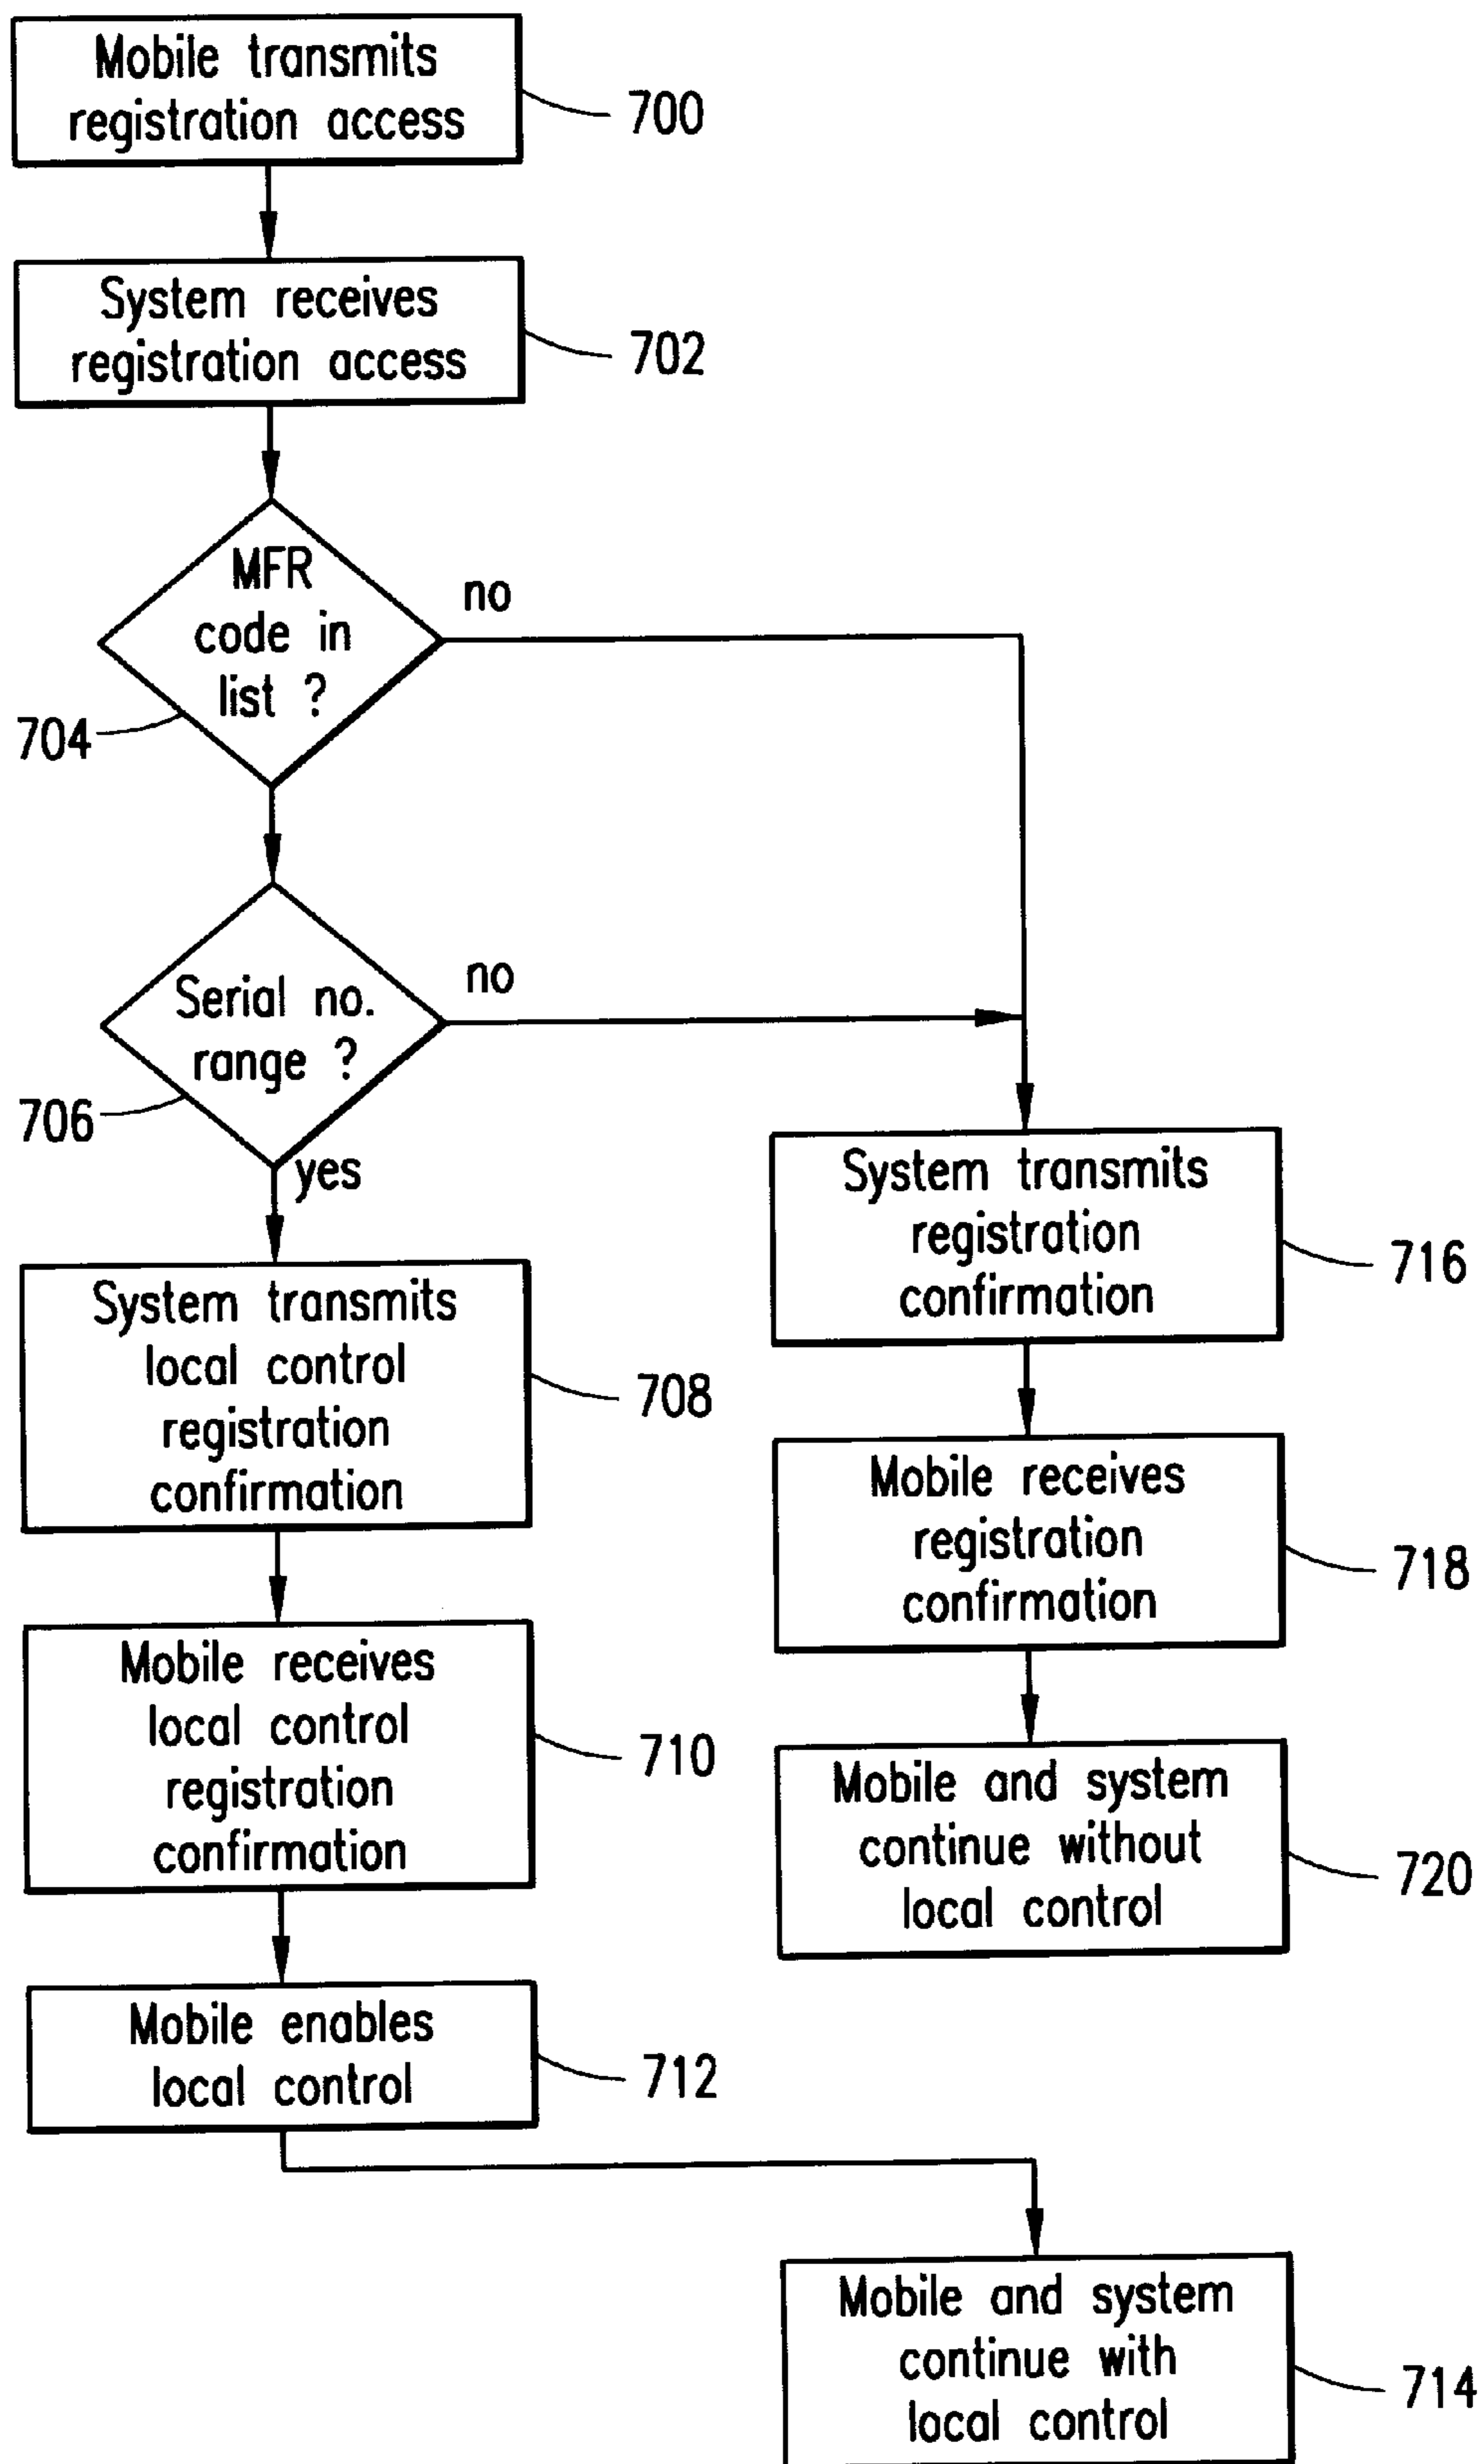 Mobile transmits
registration access
700
System receives
registration access
702
MFR
code in
list ?
no
704
Serial no.
range ?
no
706
yes
System transmits
local control
registration
confirmation
708
System transmits
registration
confirmation
716
Mobile receives
registration
confirmation
718
Mobile receives
local control
registration
confirmation
710
Mobile and system
continue without
local control
720
Mobile enables
local control
712
Mobile and system
continue with
local control
714